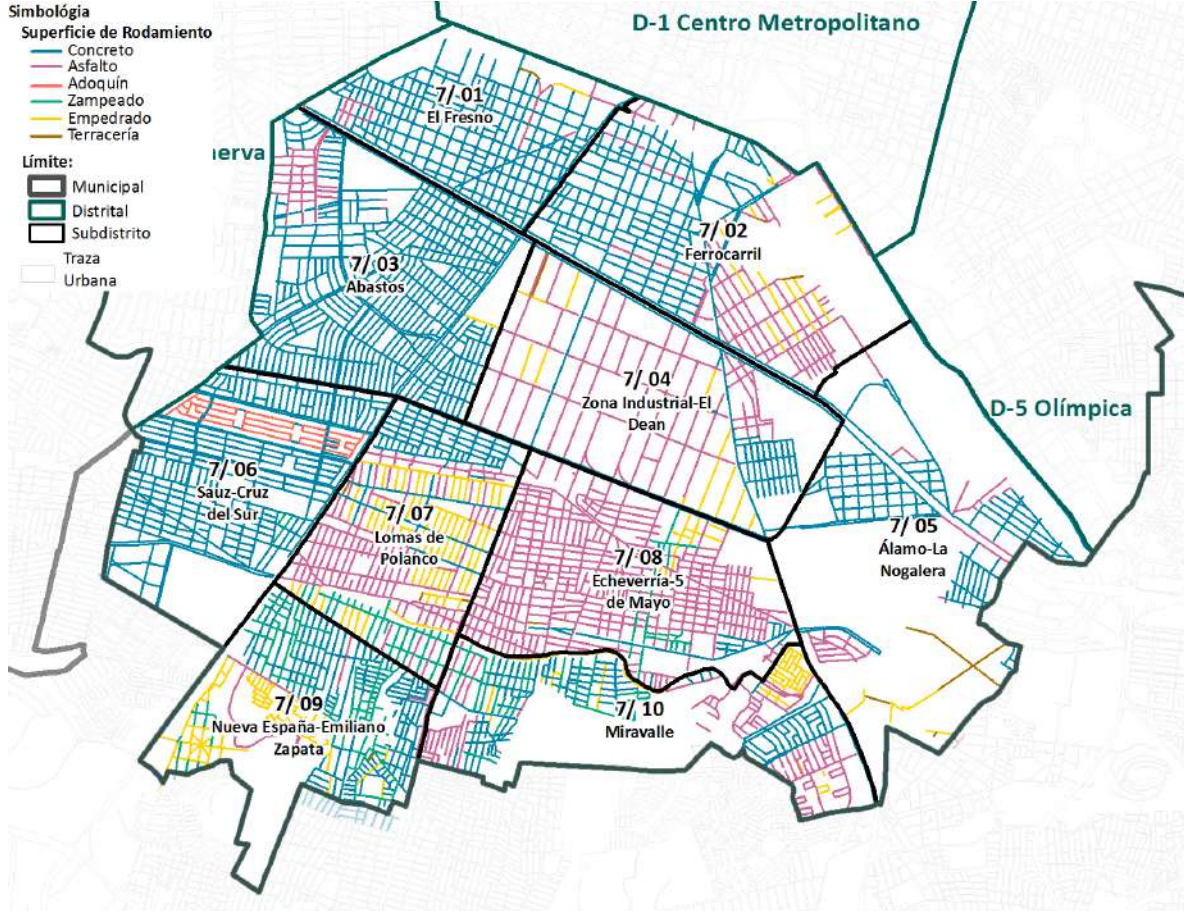 Simbológia
Superficie de Rodamiento
Concreto
Asfalto
Adoquín
Zampeado
Empedrado
Terracería
Límite:
Municipal
Distrital
Subdistrito
Traza
Urbana
D-1 Centro Metropolitano
nerva
D-5 Olímpica
7/ 01
El Fresno
7/ 02
Ferrocarril
7/ 03
Abastos
7/ 04
Zona Industrial-El
Dean
7/ 05
Álamo-La
Nogalera
7/ 06
Sauz-Cruz
del Sur
7/ 07
Lomas de
Polanco
7/ 08
Echeverría-5
de Mayo
7/ 09
Nueva España-Emiliano
Zapata
7/ 10
Miravalle